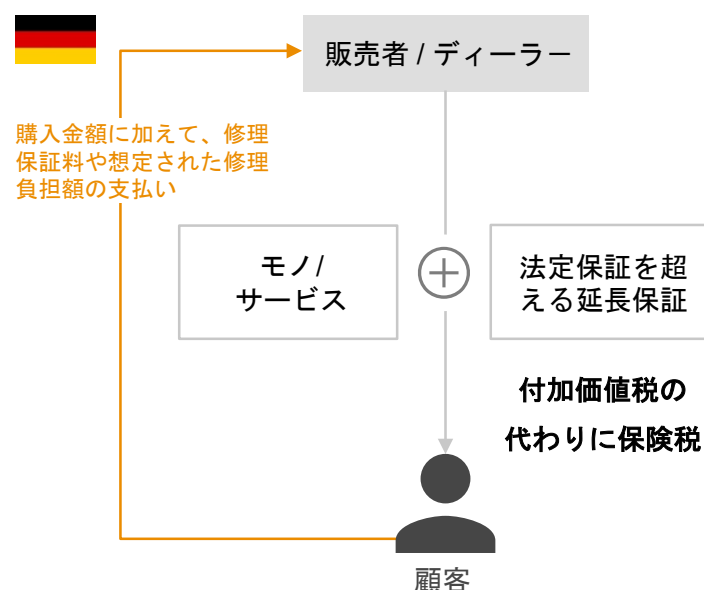 販売者 / ディーラー
購入金額に加えて、修理
保証料や想定された修理
負担額の支払い
モノ/
サービス
法定保証を超
える延長保証
付加価値税の
代わりに保険税
顧客